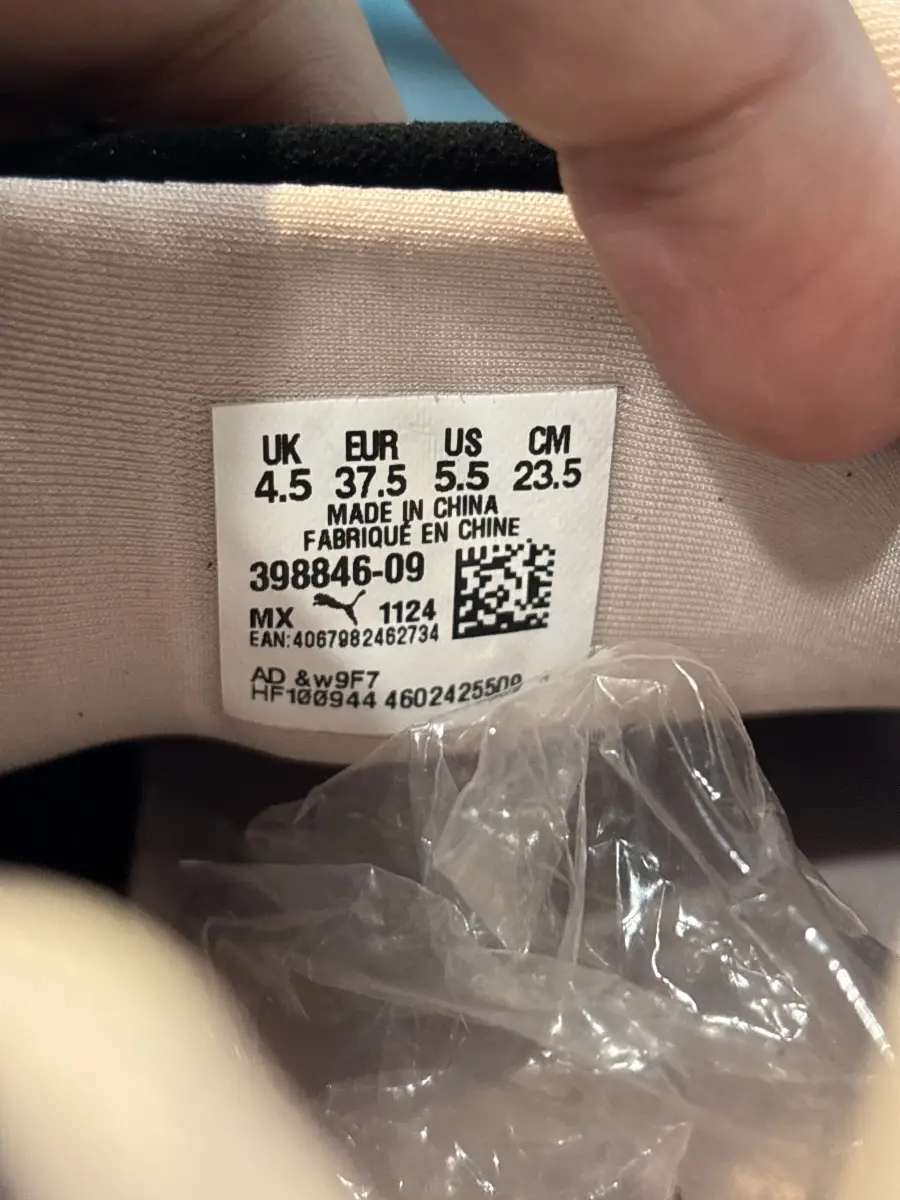 UK EUR US CM
4.5 37.5 5.5 23.5
MADE IN CHINA
FABRIQUÉ EN CHINE
398846-09
MX 1124
EAN:4067982462734
AD &w9F7
HF100944 4602425509